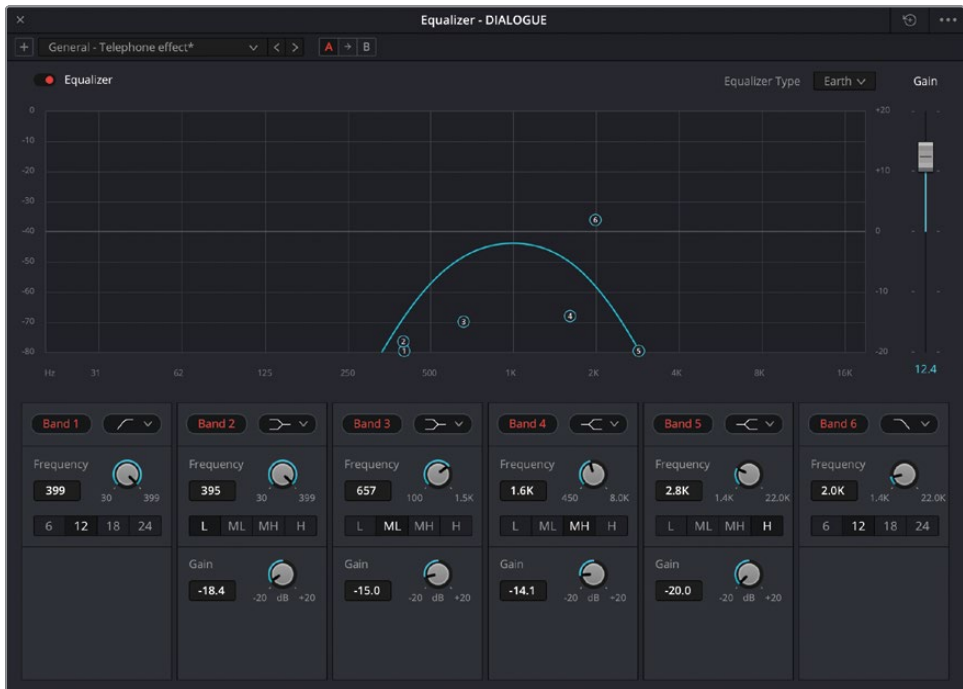 Equalizer - DIALOGUE
General - Telephone effect* A B
Equalizer Equalizer Type Earth Gain
0 +20
-10
-20 +10
-30
-40 0
-50
-60 -10
-70
-80 -20
Hz 31 62 125 250 500 1K 2K 4K 8K 16K 12.4
6
3 4
2
1 5
Band 1 Band 2 Band 3 Band 4 Band 5 Band 6
Frequency Frequency Frequency Frequency Frequency Frequency
399 30 399 395 30 399 657 100 1.5K 1.6K 450 8.0K 2.8K 1.4K 22.0K 2.0K 1.4K 22.0K
6 12 18 24 L ML MH H L ML MH H L ML MH H L ML MH H 6 12 18 24
Gain Gain Gain Gain
-18.4 -20 dB +20 -15.0 -20 dB +20 -14.1 -20 dB +20 -20.0 -20 dB +20